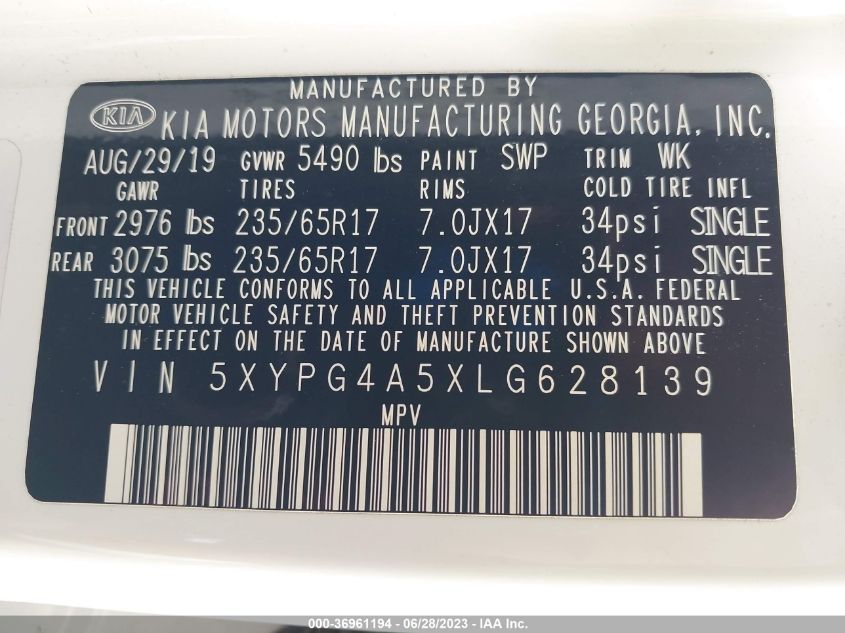 MANUFACTURED BY
KIA KIA MOTORS MANUFACTURING GEORGIA, INC.
AUG/29/19 GVWR 5490 lbs PAINT SWP TRIM WK
GAWR TIRES RIMS COLD TIRE INFL
FRONT 2976 lbs 235/65R17 7.0JX17 34psi SINGLE
REAR 3075 lbs 235/65R17 7.0JX17 34psi SINGLE
THIS VEHICLE CONFORMS TO ALL APPLICABLE U.S.A. FEDERAL
MOTOR VEHICLE SAFETY AND THEFT PREVENTION STANDARDS
IN EFFECT ON THE DATE OF MANUFACTURE SHOWN ABOVE
VIN 5XYPG4A5XLG628139
MPV
000-36961194 - 06/28/2023 - IAA Inc.